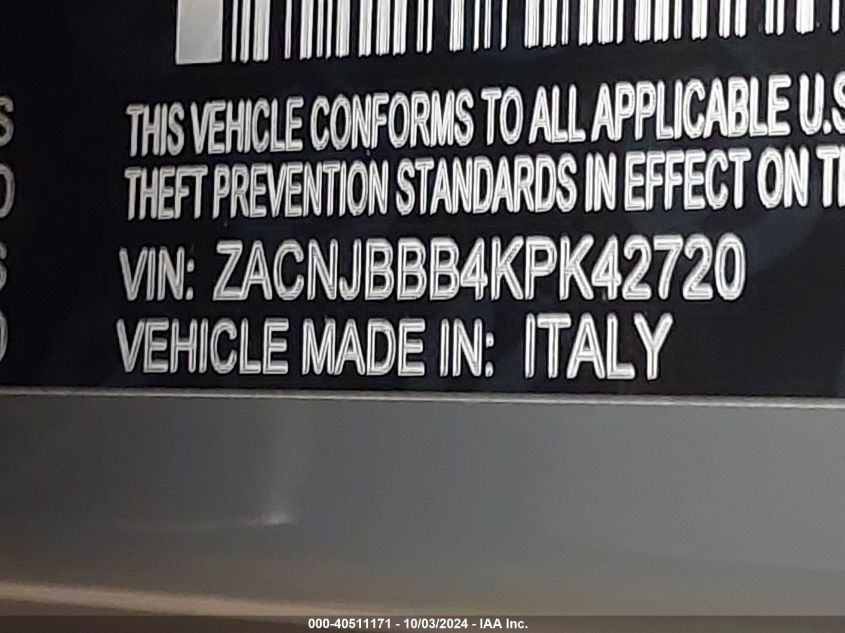 THIS VEHICLE CONFORMS TO ALL APPLICABLE U.S
THEFT PREVENTION STANDARDS IN EFFECT ON
VIN: ZACNJBBB4KPK42720
VEHICLE MADE IN: ITALY
000-40511171 - 10/03/2024 - IAA Inc.